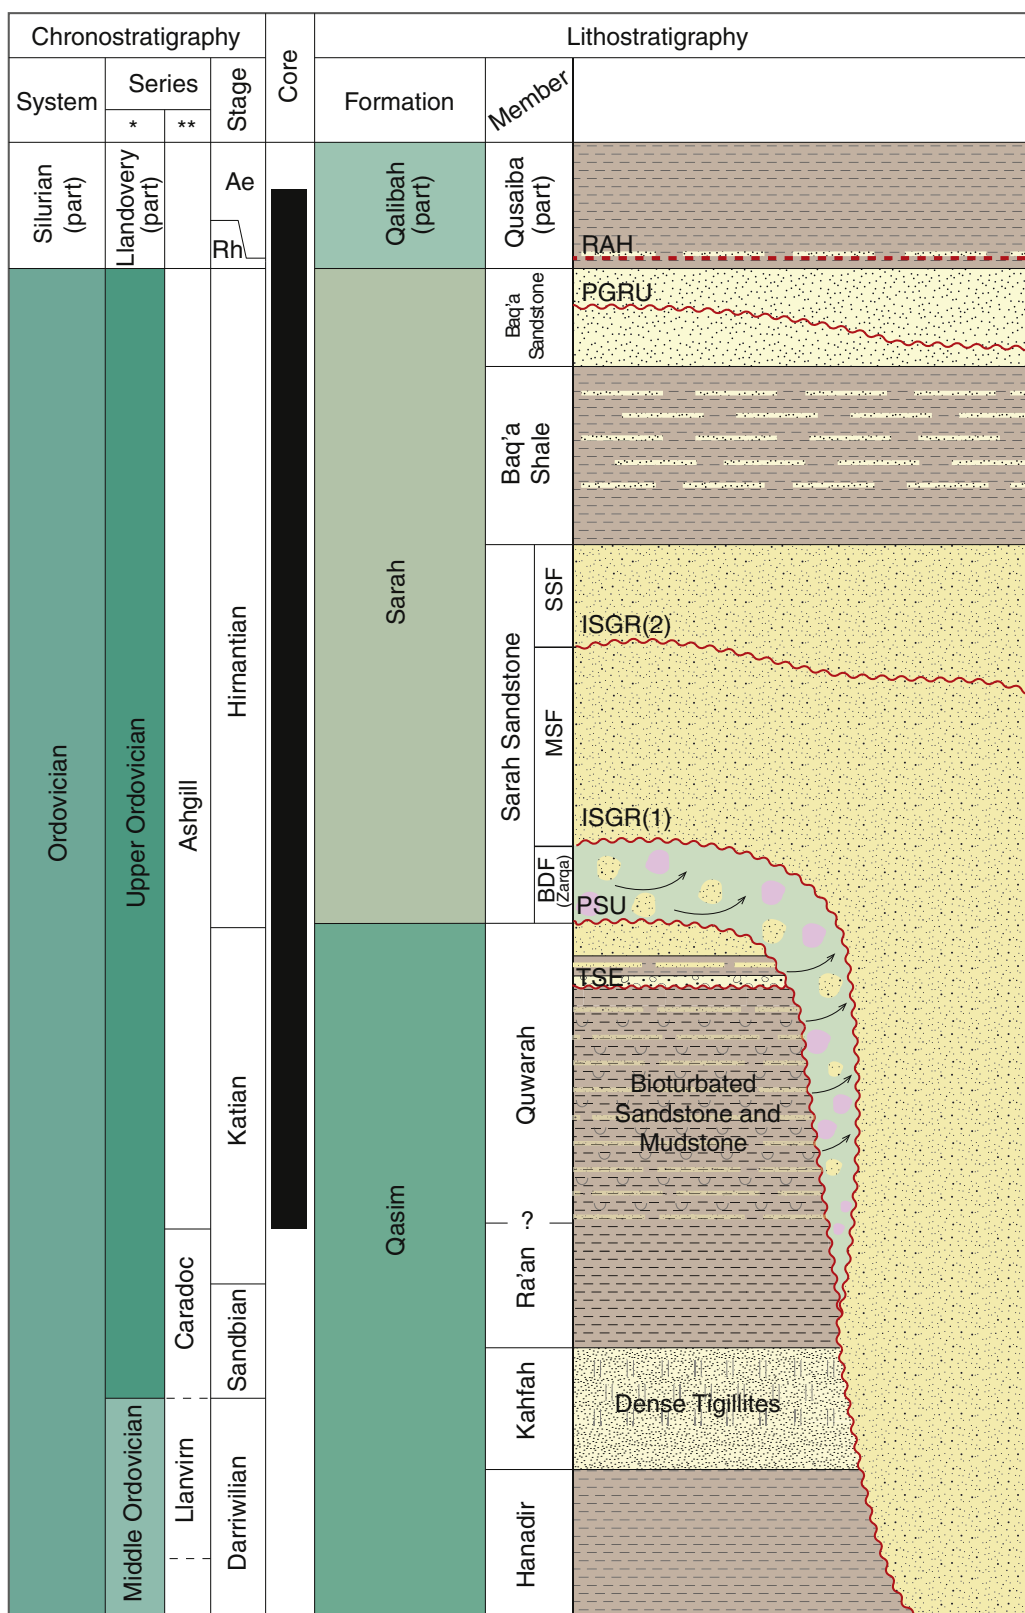 Chronostratigraphy
Lithostratigraphy
System
Series
*
**
Stage
Core
Formation
Member
Silurian
(part)
Llandovery
(part)
Ae
Rh
Qalibah
(part)
Qusaiba
(part)
RAH
Baq'a
Sandstone
PGRU
Baq'a
Shale
Ordovician
Upper Ordovician
Ashgill
Hirnantian
Sarah
Sarah Sandstone
SSF
ISGR(2)
MSF
ISGR(1)
BDF
(Zarqa)
PSU
TSE
Katian
Qasim
Quwarah
Bioturbated
Sandstone and
Mudstone
?
Caradoc
Ra'an
Sandbian
Kahfah
Dense Tigillites
Middle Ordovician
Llanvirn
Darriwilian
Hanadir